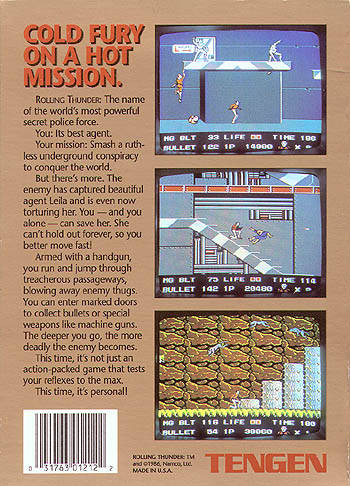 COLD FURY
ON A HOT
MISSION.
ROLLING THUNDER: The name
of the world's most powerful
secret police force.
You: Its best agent.
Your mission: Smash a ruth-
less underground conspiracy
to conquer the world.
But there's more. The
enemy has captured beautiful
agent Leila and is even now
torturing her. You — and you
alone — can save her. She
can't hold out forever, so you
better move fast!
Armed with a handgun,
you run and jump through
treacherous passageways,
blowing away enemy thugs.
You can enter marked doors
to collect bullets or special
weapons like machine guns.
The deeper you go, the more
deadly the enemy becomes.
This time, it's not just an
action-packed game that tests
your reflexes to the max.
This time, it's personal!
MG BLT 33 LIFE TIME 186
BULLET 122 1P 14900
MG BLT 75 LIFE TIME 114
BULLET 142 1P 20480
MG BLT 116 LIFE TIME 100
BULLET 54 1P 39000
0 31763 01212 2
ROLLING THUNDER: TM
and ©1986, Namco, Ltd.
MADE IN U.S.A.
TENGEN